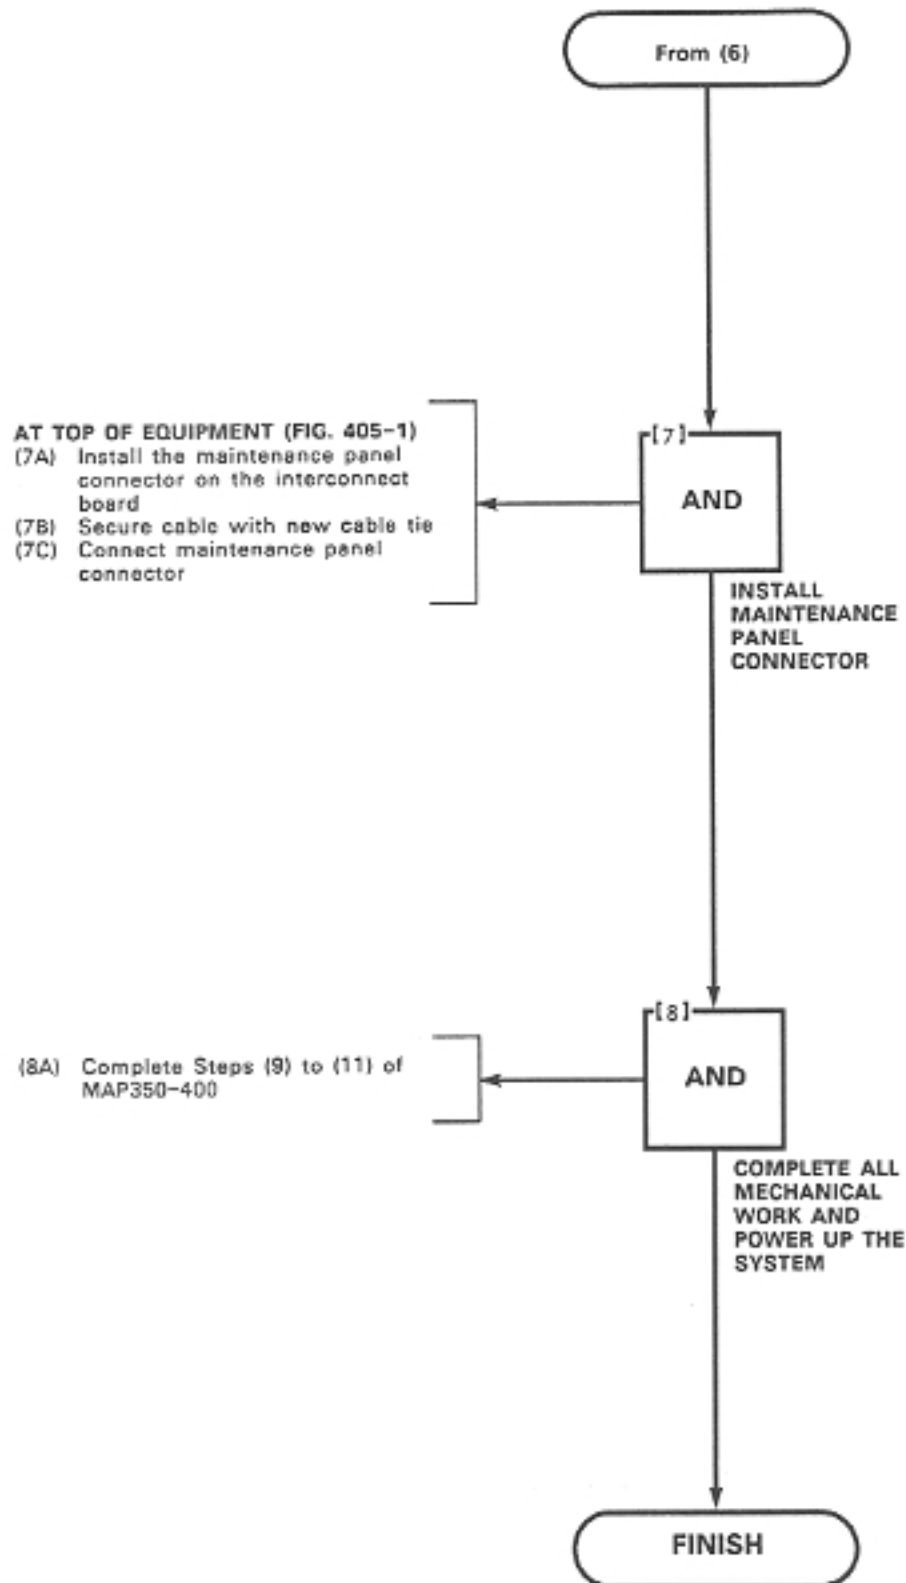 From (6)
AT TOP OF EQUIPMENT (FIG. 405-1)
(7A) Install the maintenance panel
connector on the interconnect
board
(7B) Secure cable with new cable tie
(7C) Connect maintenance panel
connector
[7]
AND
INSTALL
MAINTENANCE
PANEL
CONNECTOR
(8A) Complete Steps (9) to (11) of
MAP350-400
[8]
AND
COMPLETE ALL
MECHANICAL
WORK AND
POWER UP THE
SYSTEM
FINISH